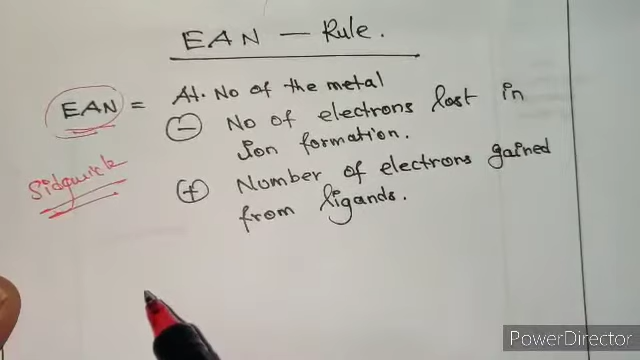 EAN — Rule.
EAN = At. No of the metal
⊖ No of electrons lost in
Ion formation.
Sidgwick
⊕ Number of electrons gained
from ligands.
PowerDirector